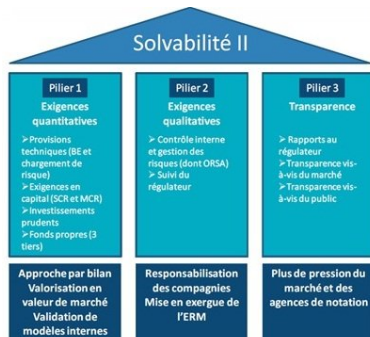 Solvabilité II
Pilier 1
Exigences
quantitatives
➤Provisions
techniques (BE et
chargement de
risque)
➤Exigences en
capital (SCR et MCR)
➤Investissements
prudents
➤Fonds propres (3
tiers)
Approche par bilan
Valorisation en
valeur de marché
Validation de
modèles internes
Pilier 2
Exigences
qualitatives
➤Contrôle interne
et gestion des
risques (dont ORSA)
➤Suivi du
régulateur
Responsabilisation
des compagnies
Mise en exergue de
l'ERM
Pilier 3
Transparence
➤Rapports au
régulateur
➤Transparence vis-
à-vis du marché
➤Transparence vis-
à-vis du public
Plus de pression du
marché et des
agences de notation